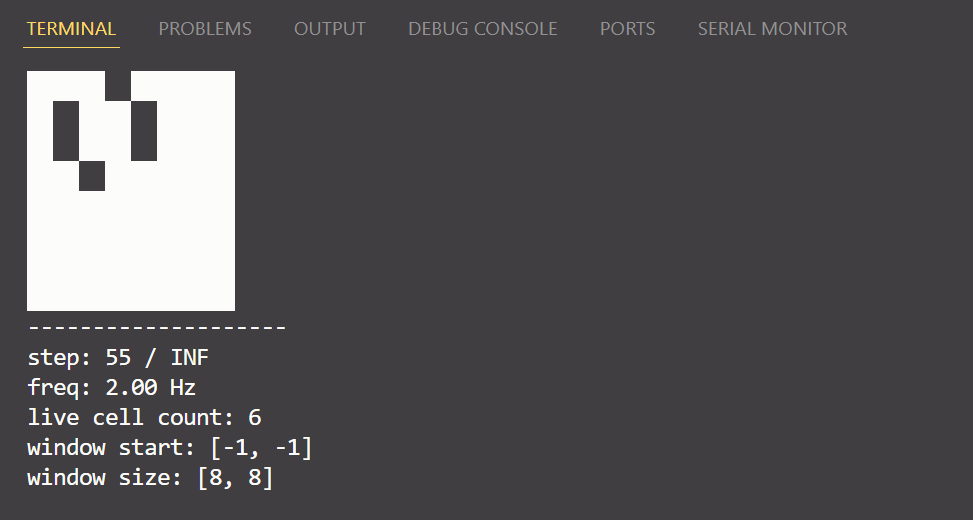 TERMINAL PROBLEMS OUTPUT DEBUG CONSOLE PORTS SERIAL MONITOR
--------------------
step: 55 / INF
freq: 2.00 Hz
live cell count: 6
window start: [-1, -1]
window size: [8, 8]